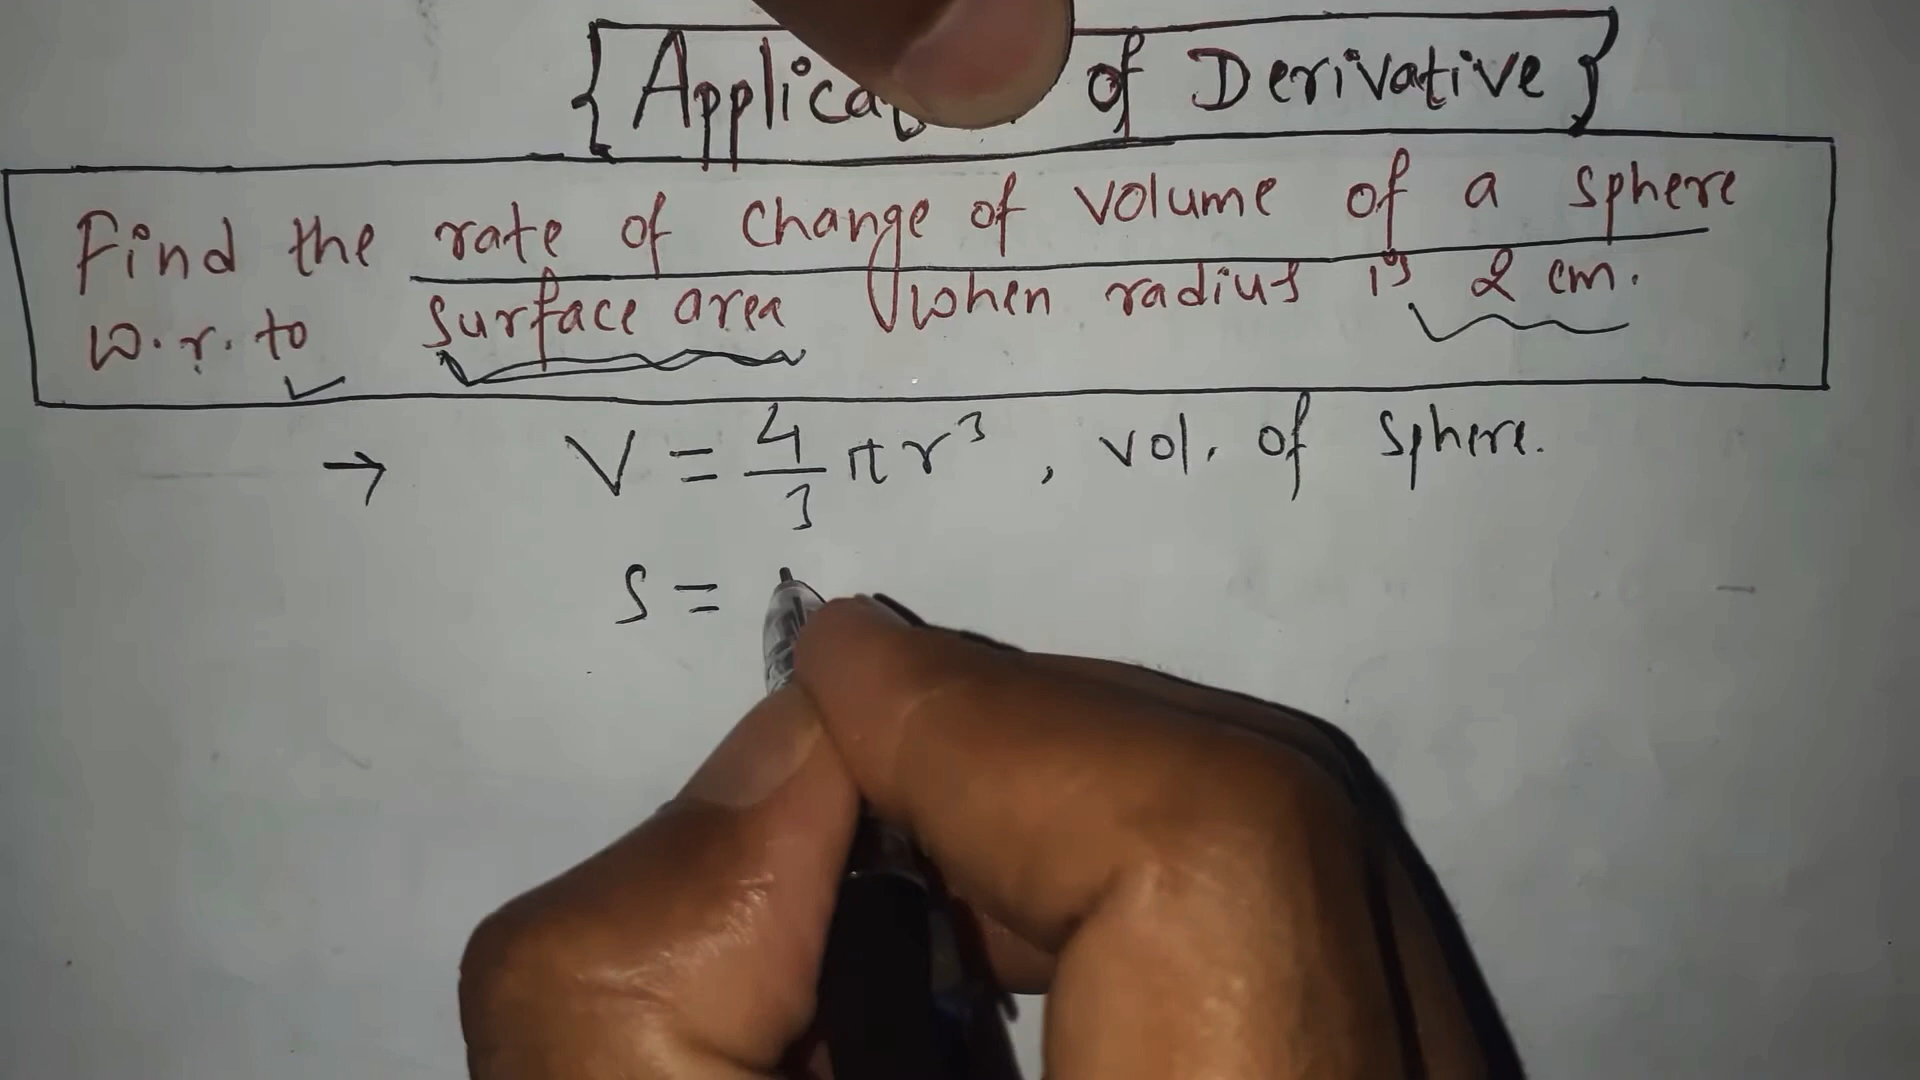 {Applica of Derivative}
Find the rate of change of volume of a sphere
w.r.to surface area when radius is 2 cm.
→ V = 4/3 πr³, vol. of sphere.
S =